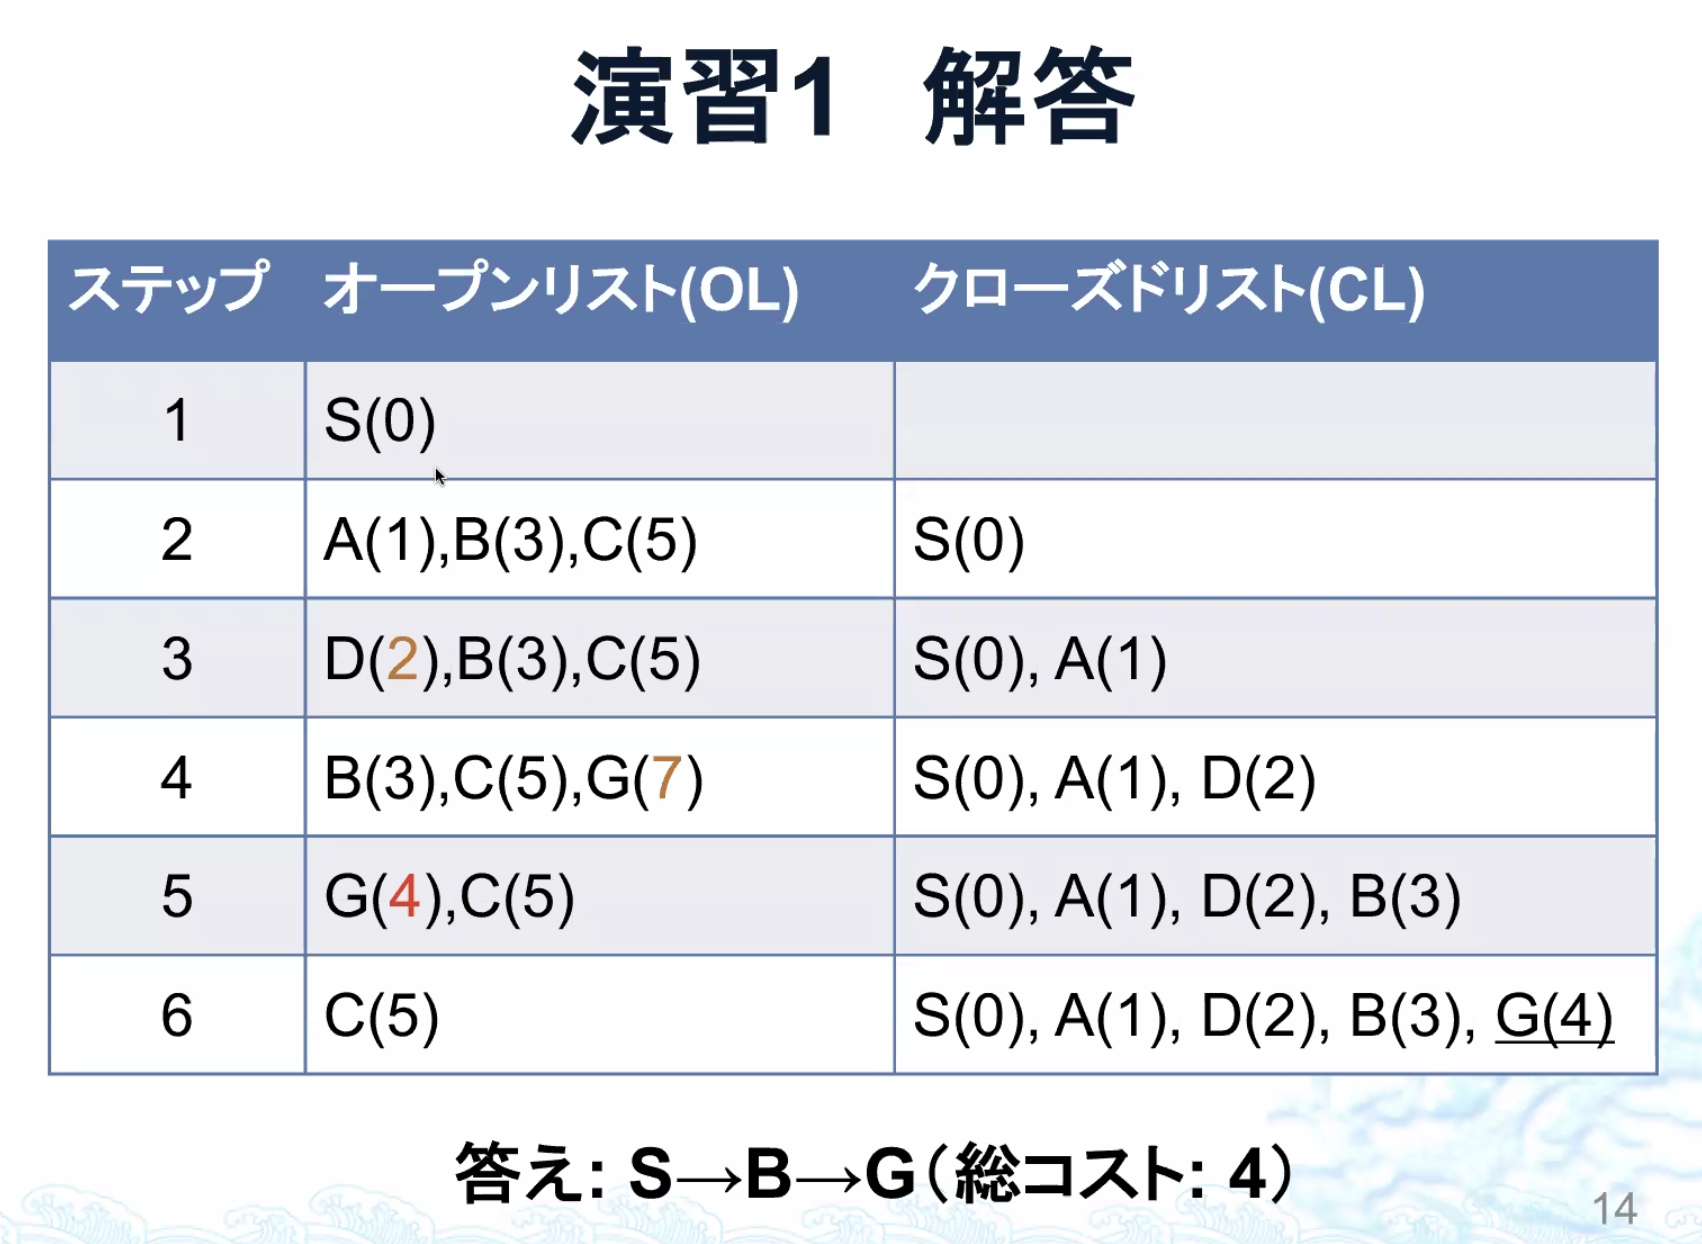 演習1　解答
ステップ オープンリスト(OL) クローズドリスト(CL)
1 S(0)
2 A(1),B(3),C(5) S(0)
3 D(2),B(3),C(5) S(0), A(1)
4 B(3),C(5),G(7) S(0), A(1), D(2)
5 G(4),C(5) S(0), A(1), D(2), B(3)
6 C(5) S(0), A(1), D(2), B(3), G(4)
答え: S→B→G（総コスト: 4）
14